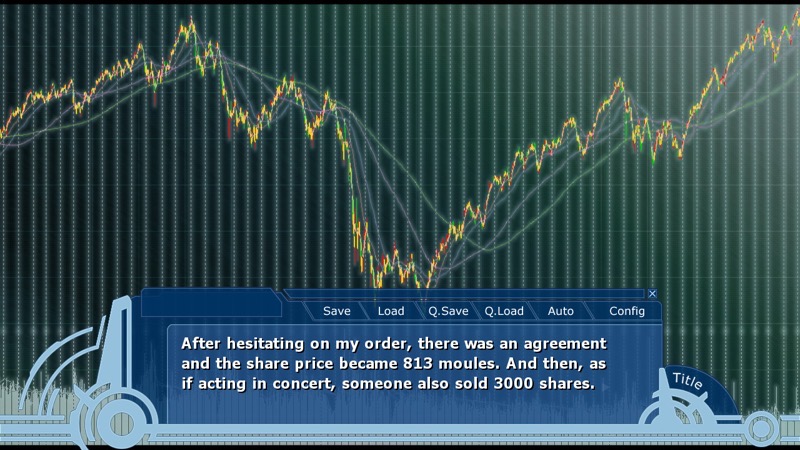 Save Load Q.Save Q.Load Auto Config
After hesitating on my order, there was an agreement
and the share price became 813 moules. And then, as
if acting in concert, someone also sold 3000 shares.
Title